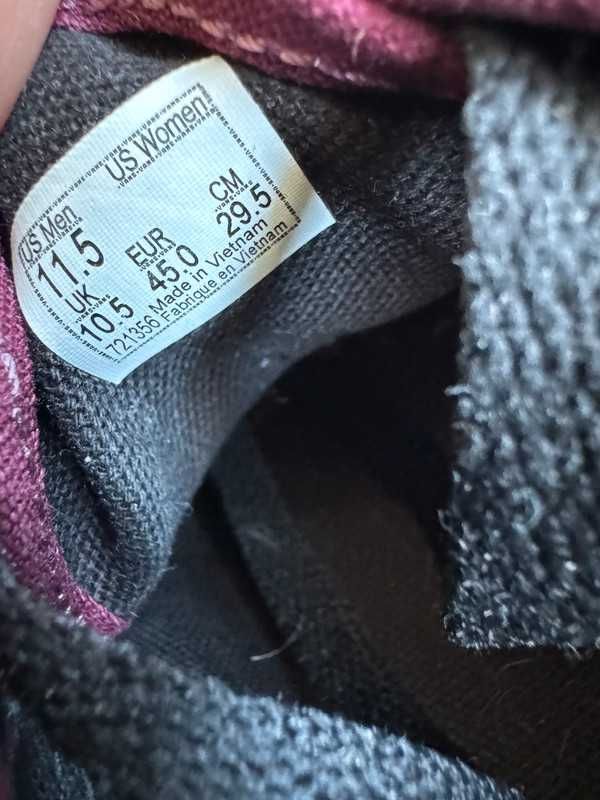 US Men US Women
11.5
UK EUR CM
10.5 45.0 29.5
721356 Made in Vietnam
Fabrique en Vietnam